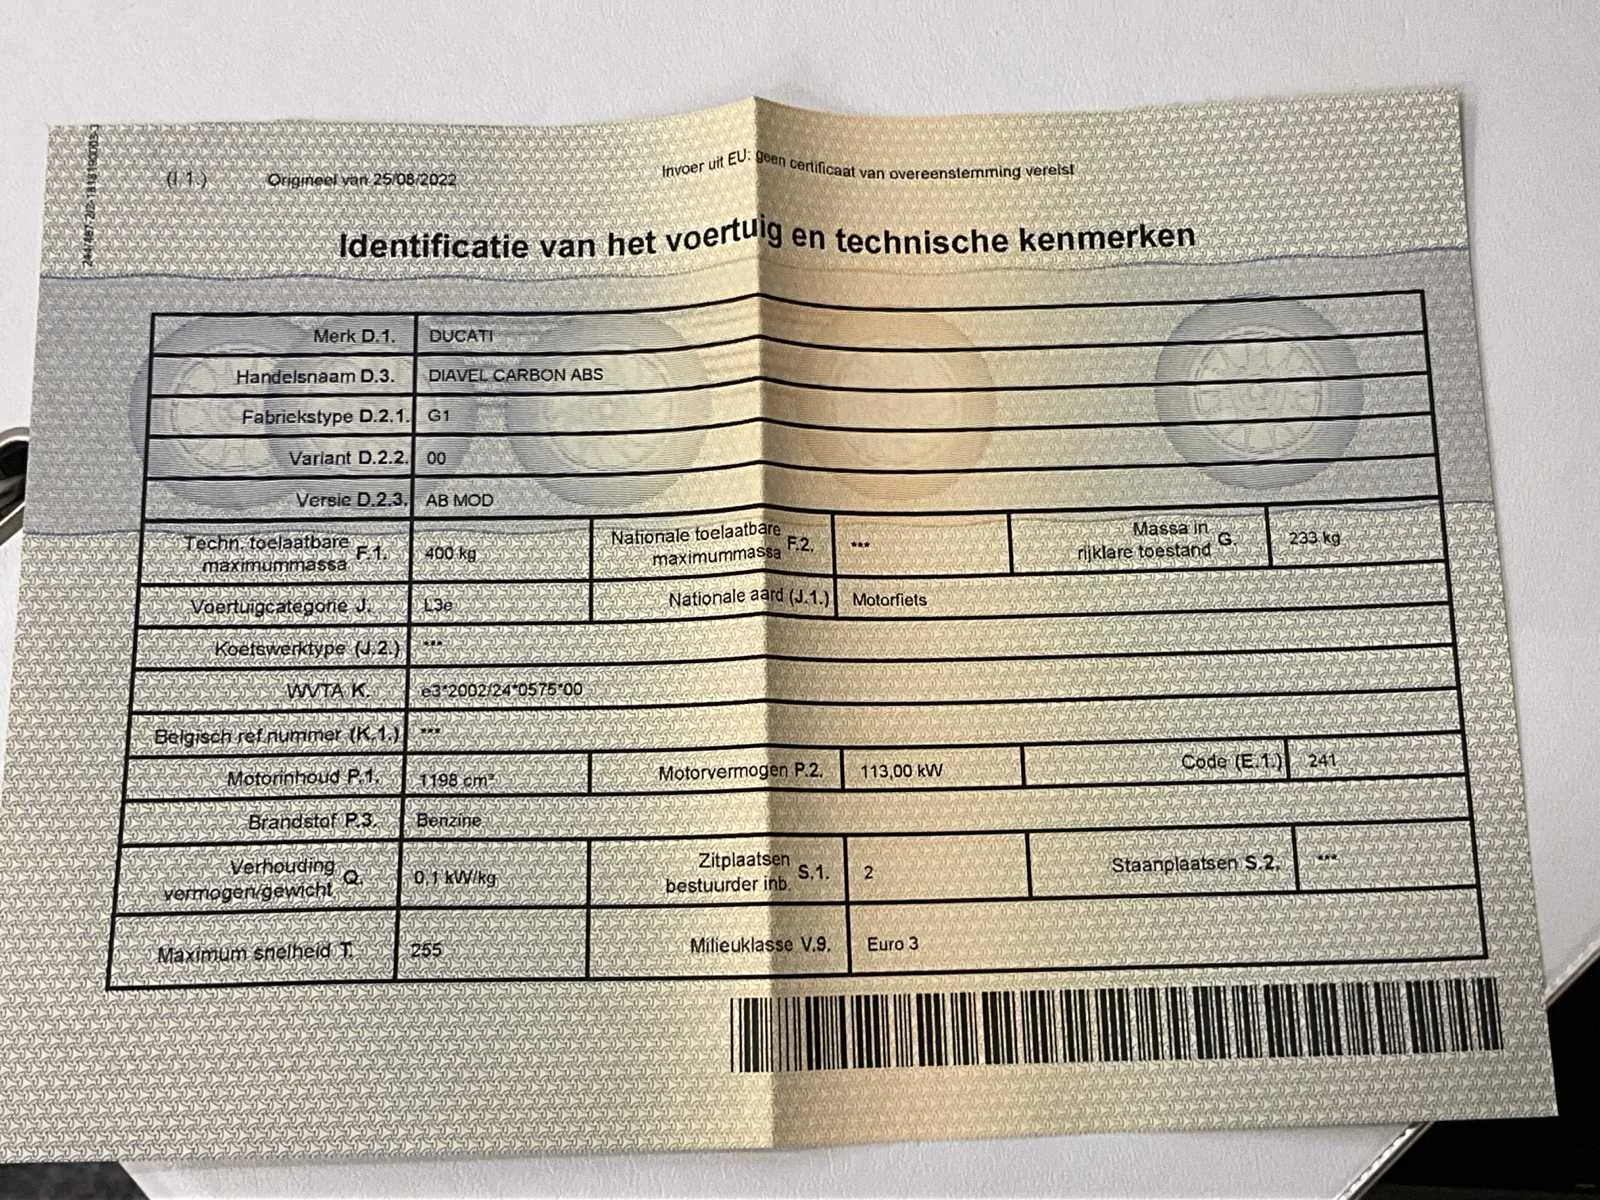 (I.1.) Origineel van 25/08/2022 Invoer uit EU: geen certificaat van overeenstemming vereist
Identificatie van het voertuig en technische kenmerken
Merk D.1. DUCATI
Handelsnaam D.3. DIAVEL CARBON ABS
Fabriekstype D.2.1. G1
Variant D.2.2. 00
Versie D.2.3. AB MOD
Techn. toelaatbare maximummassa F.1. 400 kg Nationale toelaatbare maximummassa F.2. *** Massa in rijklare toestand G. 233 kg
Voertuigcategorie J. L3e Nationale aard (J.1.) Motorfiets
Koetswerktype (J.2.) ***
WVTA K. e3*2002/24*0575*00
Belgisch ref.nummer (K.1.) ***
Motorinhoud P.1. 1198 cm³ Motorvermogen P.2. 113,00 kW Code (E.1.) 241
Brandstof P.3. Benzine
Verhouding vermogen/gewicht Q. 0,1 kW/kg Zitplaatsen bestuurder inb. S.1. 2 Staanplaatsen S.2. ***
Maximum snelheid T. 255 Milieuklasse V.9. Euro 3